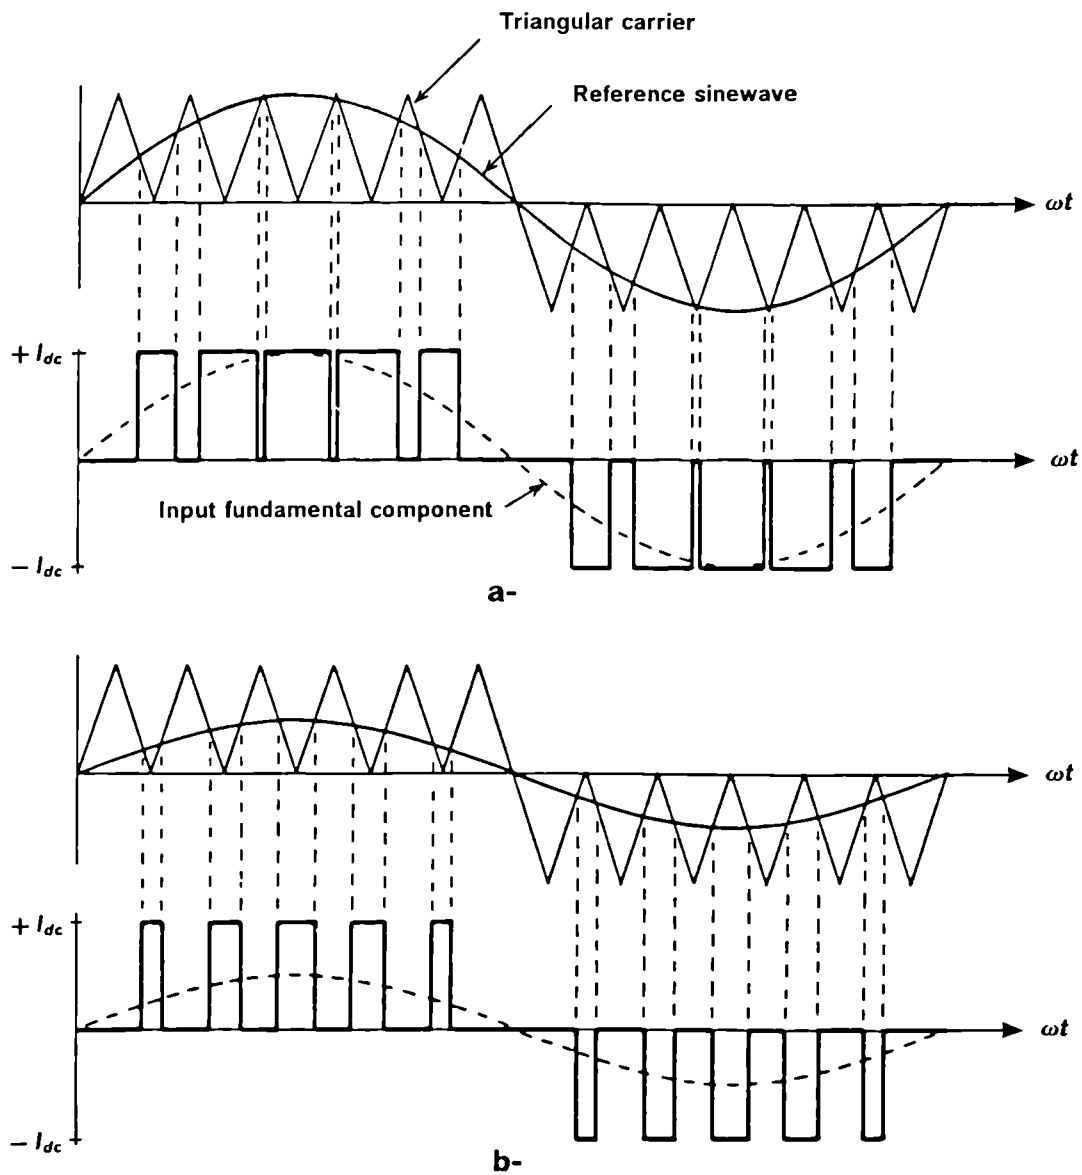 Triangular carrier
Reference sinewave
ωt
+ I_dc
ωt
Input fundamental component
− I_dc
a-
ωt
+ I_dc
ωt
− I_dc
b-